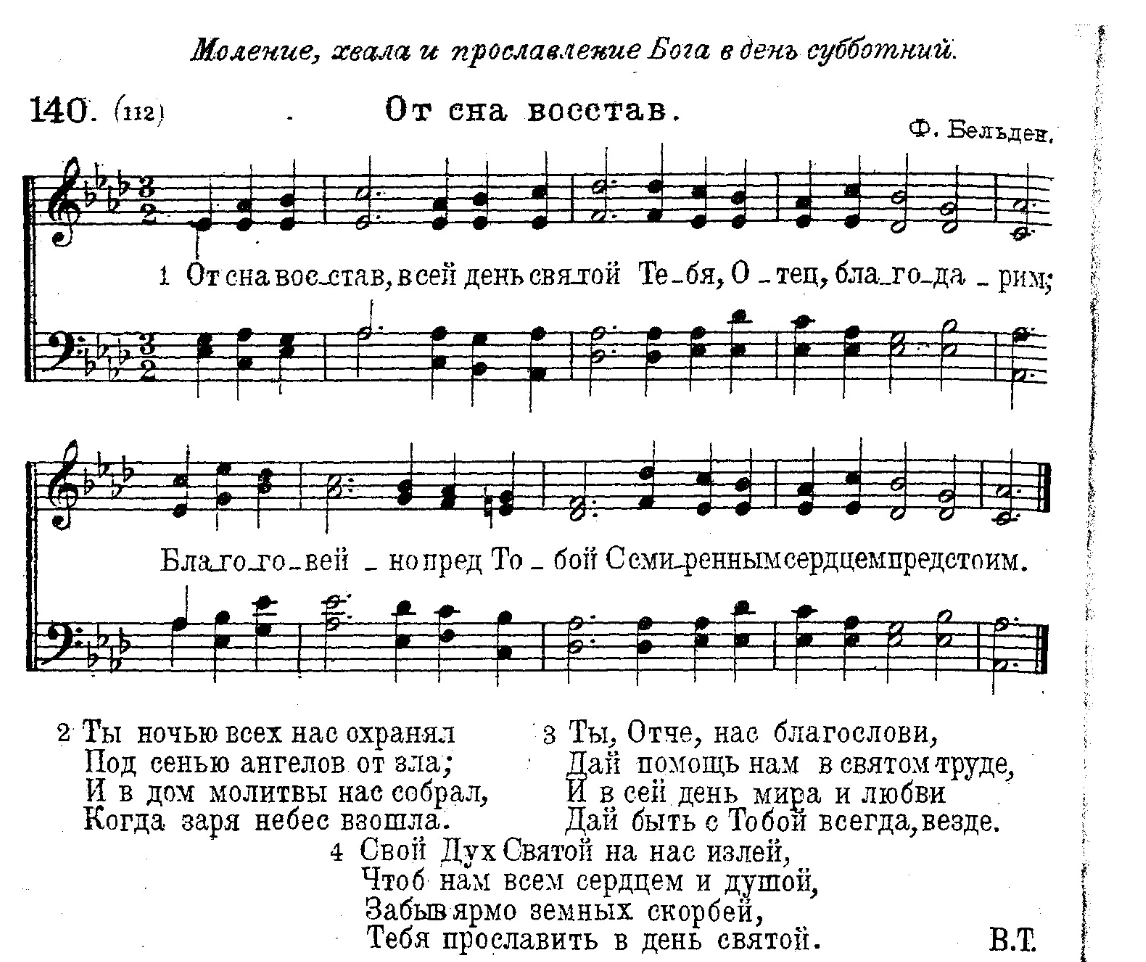 Моление, хвала и прославление Бога в день субботний.
140. (112)
От сна восстав.
Ф. Бельден.
1 От сна вос_став, в сей день святой Те_бя, О_тец, бла_го_да_рим;
Бла_го_го_вей_но пред То_бой С сми_ренным сердцем предстоим.
2 Ты ночью всех нас охранял
Под сенью ангелов от зла;
И в дом молитвы нас собрал,
Когда заря небес взошла.
3 Ты, Отче, нас благослови,
Дай помощь нам в святом труде,
И в сей день мира и любви
Дай быть с Тобой всегда, везде.
4 Свой Дух Святой на нас излей,
Чтоб нам всем сердцем и душой,
Забыв ярмо земных скорбей,
Тебя прославить в день святой.
В.Т.